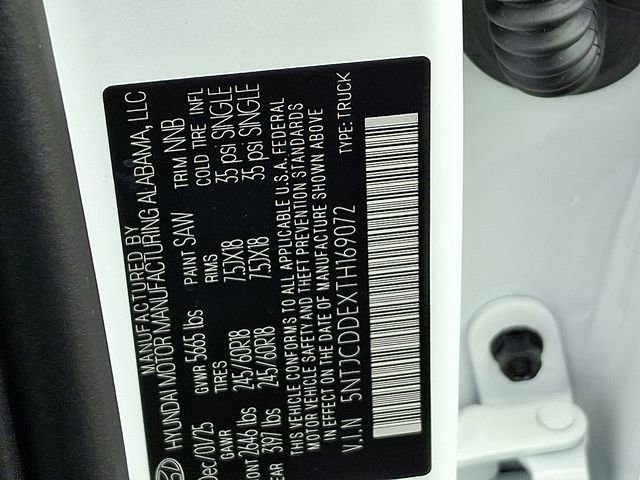 MANUFACTURED BY
HYUNDAI MOTOR MANUFACTURING ALABAMA, LLC
Dec/01/25 GVWR 5665 lbs PAINT SAW TRIM NNB
GAWR TIRES RIMS COLD TIRE INFL
ONT 2646 lbs 245/60R18 7.5JX18 35 psi SINGLE
EAR 3197 lbs 245/60R18 7.5JX18 35 psi SINGLE
THIS VEHICLE CONFORMS TO ALL APPLICABLE U.S.A. FEDERAL
MOTOR VEHICLE SAFETY AND THEFT PREVENTION STANDARDS
IN EFFECT ON THE DATE OF MANUFACTURE SHOWN ABOVE
V.I.N 5NTJCDDEXTH169072 TYPE: TRUCK